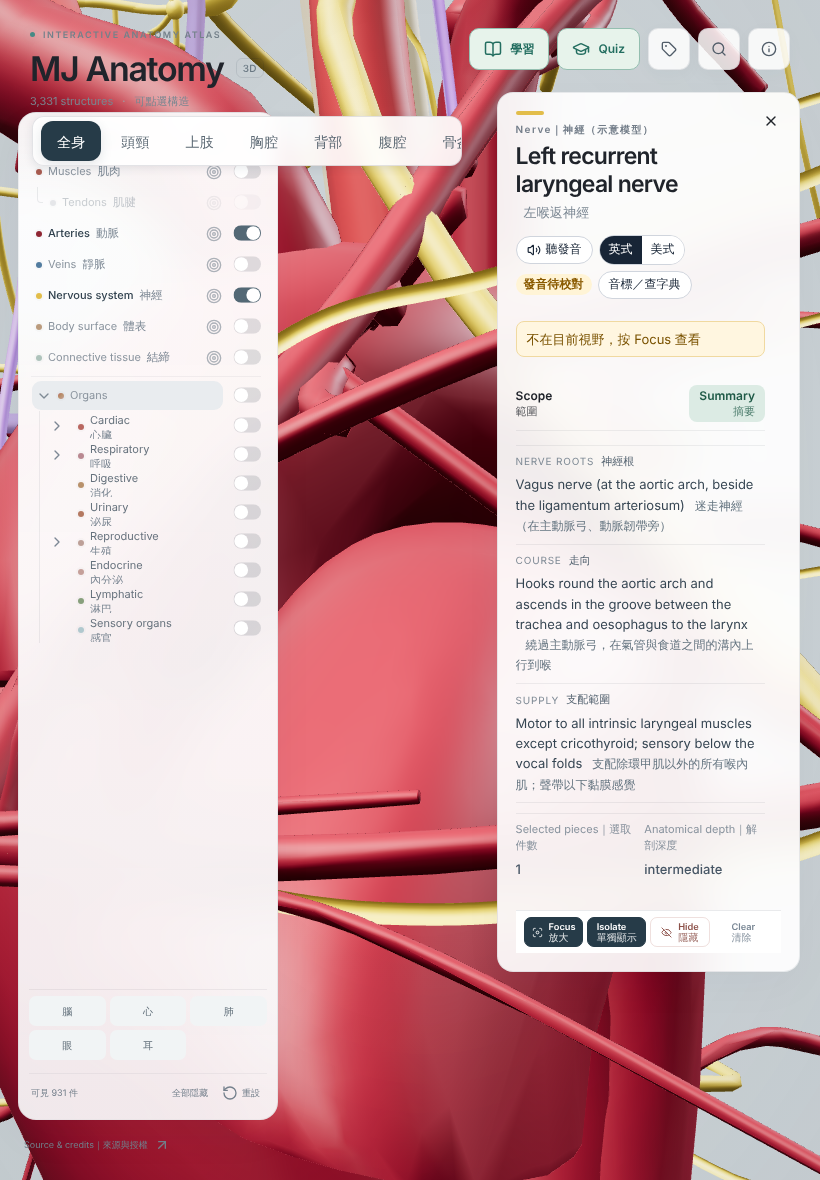 INTERACTIVE ANATOMY ATLAS
MJ Anatomy 3D
3,331 structures · 可點選構造
學習
Quiz
全身 頭頸 上肢 胸腔 背部 腹腔
Muscles 肌肉
Tendons 肌腱
Arteries 動脈
Veins 靜脈
Nervous system 神經
Body surface 體表
Connective tissue 結締
Organs
Cardiac
心臟
Respiratory
呼吸
Digestive
消化
Urinary
泌尿
Reproductive
生殖
Endocrine
內分泌
Lymphatic
淋巴
Sensory organs
感官
腦 心 肺
眼 耳
可見 931 件 全部隱藏 重設
Source & credits | 來源與授權
Nerve | 神經（示意模型）
Left recurrent
laryngeal nerve
左喉返神經
聽發音 英式 美式
發音待校對 音標／查字典
不在目前視野，按 Focus 查看
Scope
範圍
Summary
摘要
NERVE ROOTS 神經根
Vagus nerve (at the aortic arch, beside
the ligamentum arteriosum) 迷走神經
（在主動脈弓、動脈韌帶旁）
COURSE 走向
Hooks round the aortic arch and
ascends in the groove between the
trachea and oesophagus to the larynx
繞過主動脈弓，在氣管與食道之間的溝內上
行到喉
SUPPLY 支配範圍
Motor to all intrinsic laryngeal muscles
except cricothyroid; sensory below the
vocal folds 支配除環甲肌以外的所有喉內
肌；聲帶以下黏膜感覺
Selected pieces | 選取
件數
1
Anatomical depth | 解
剖深度
intermediate
Focus
放大
Isolate
單獨顯示
Hide
隱藏
Clear
清除